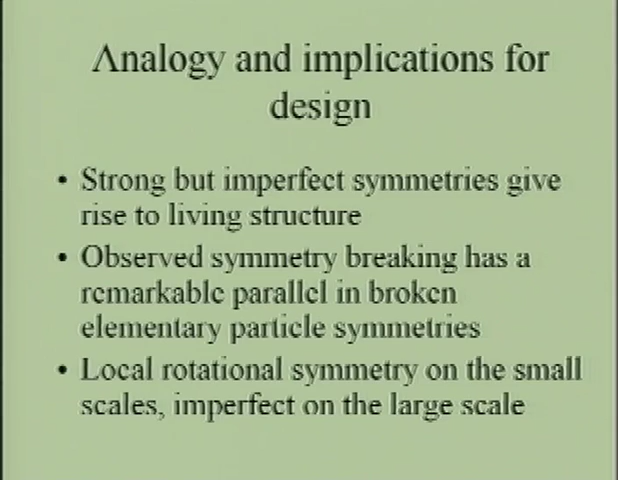 Analogy and implications for
design
• Strong but imperfect symmetries give
rise to living structure
• Observed symmetry breaking has a
remarkable parallel in broken
elementary particle symmetries
• Local rotational symmetry on the small
scales, imperfect on the large scale